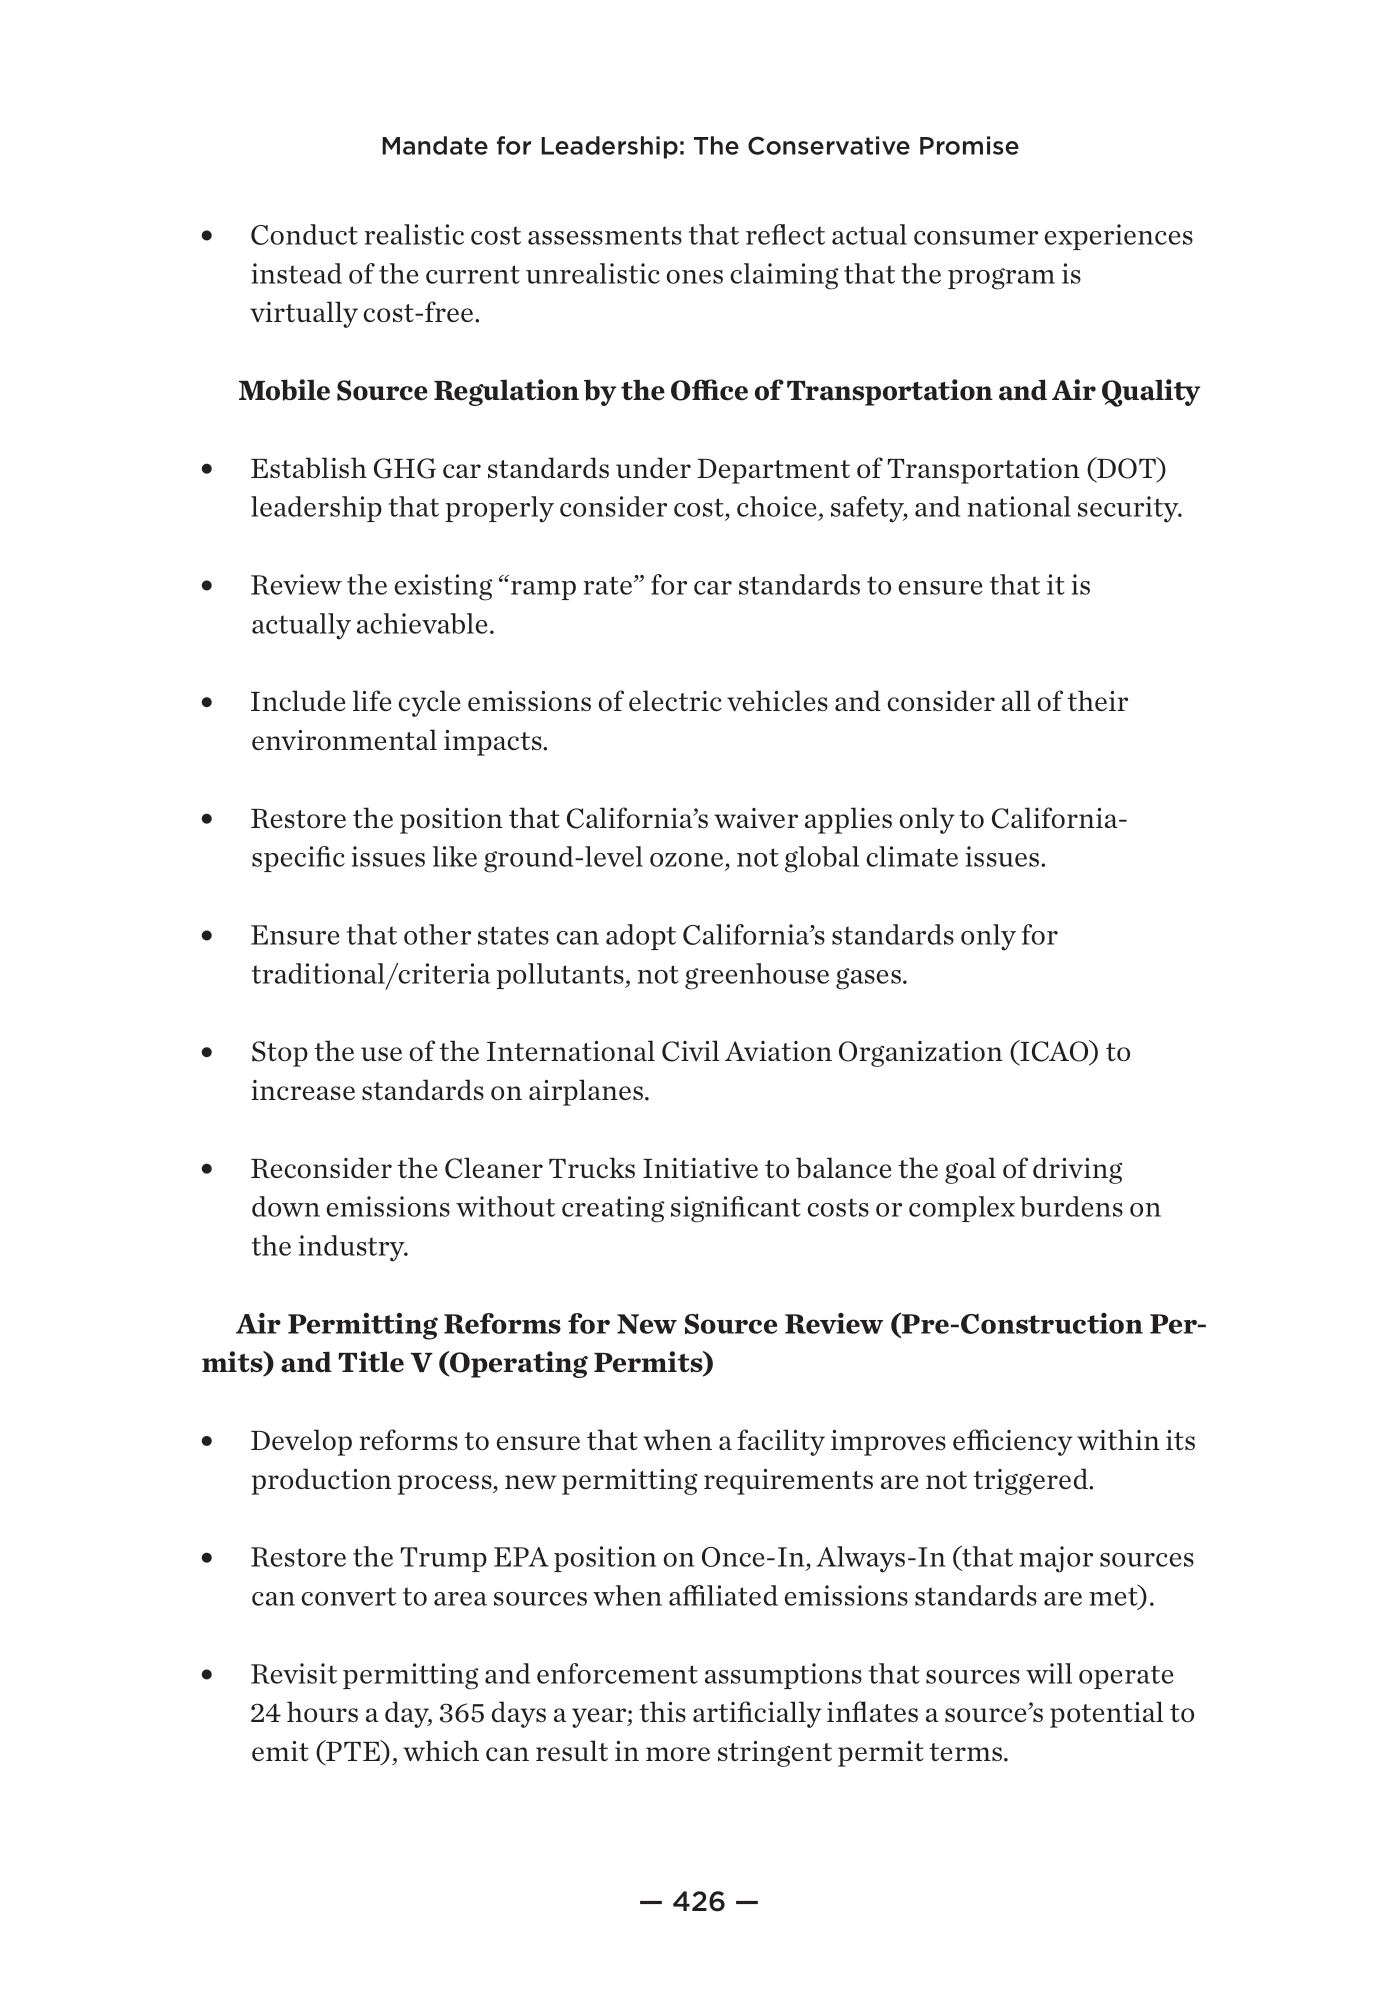 Mandate for Leadership: The Conservative Promise
• Conduct realistic cost assessments that reflect actual consumer experiences
instead of the current unrealistic ones claiming that the program is
virtually cost-free.
Mobile Source Regulation by the Office of Transportation and Air Quality
• Establish GHG car standards under Department of Transportation (DOT)
leadership that properly consider cost, choice, safety, and national security.
• Review the existing “ramp rate” for car standards to ensure that it is
actually achievable.
• Include life cycle emissions of electric vehicles and consider all of their
environmental impacts.
• Restore the position that California’s waiver applies only to California-
specific issues like ground-level ozone, not global climate issues.
• Ensure that other states can adopt California’s standards only for
traditional/criteria pollutants, not greenhouse gases.
• Stop the use of the International Civil Aviation Organization (ICAO) to
increase standards on airplanes.
• Reconsider the Cleaner Trucks Initiative to balance the goal of driving
down emissions without creating significant costs or complex burdens on
the industry.
Air Permitting Reforms for New Source Review (Pre-Construction Per-
mits) and Title V (Operating Permits)
• Develop reforms to ensure that when a facility improves efficiency within its
production process, new permitting requirements are not triggered.
• Restore the Trump EPA position on Once-In, Always-In (that major sources
can convert to area sources when affiliated emissions standards are met).
• Revisit permitting and enforcement assumptions that sources will operate
24 hours a day, 365 days a year; this artificially inflates a source’s potential to
emit (PTE), which can result in more stringent permit terms.
— 426 —